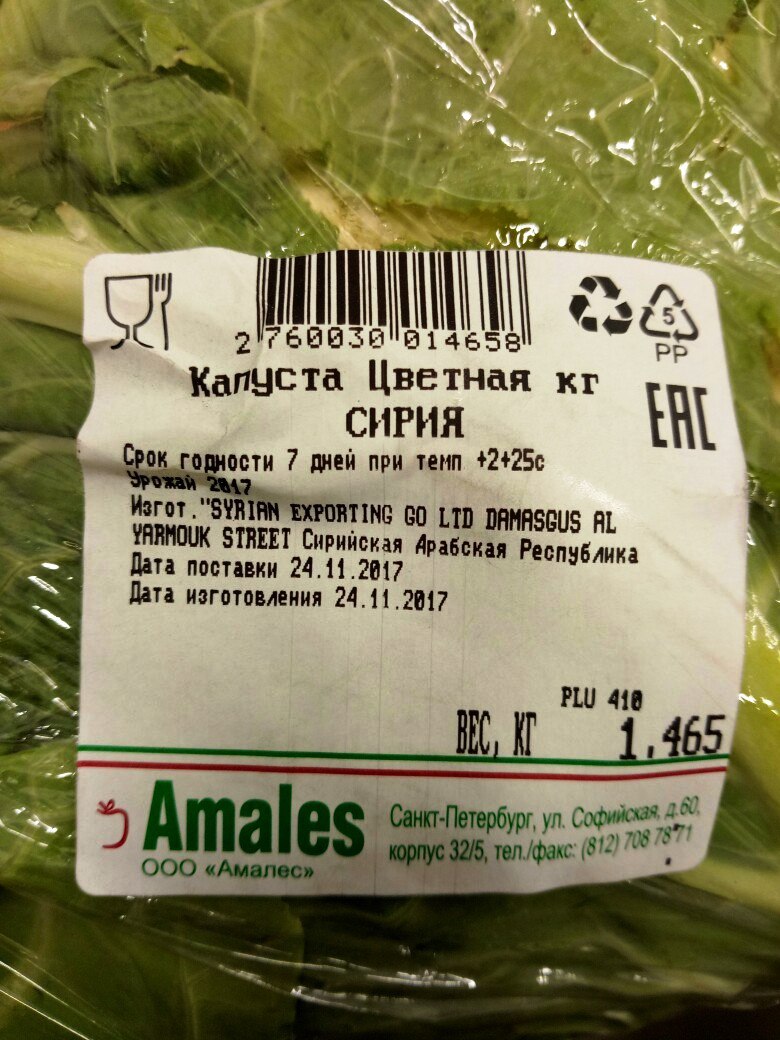 2 760030 014658
5
PP
Капуста Цветная кг
СИРИЯ
EAC
Срок годности 7 дней при темп +2+25с
Урожай 2017
Изгот."SYRIAN EXPORTING GO LTD DAMASGUS AL
YARMOUK STREET Сирийская Арабская Республика
Дата поставки 24.11.2017
Дата изготовления 24.11.2017
PLU 410
ВЕС, КГ 1.465
Amales
ООО «Амалес»
Санкт-Петербург, ул. Софийская, д.60,
корпус 32/5, тел./факс: (812) 708 78 71